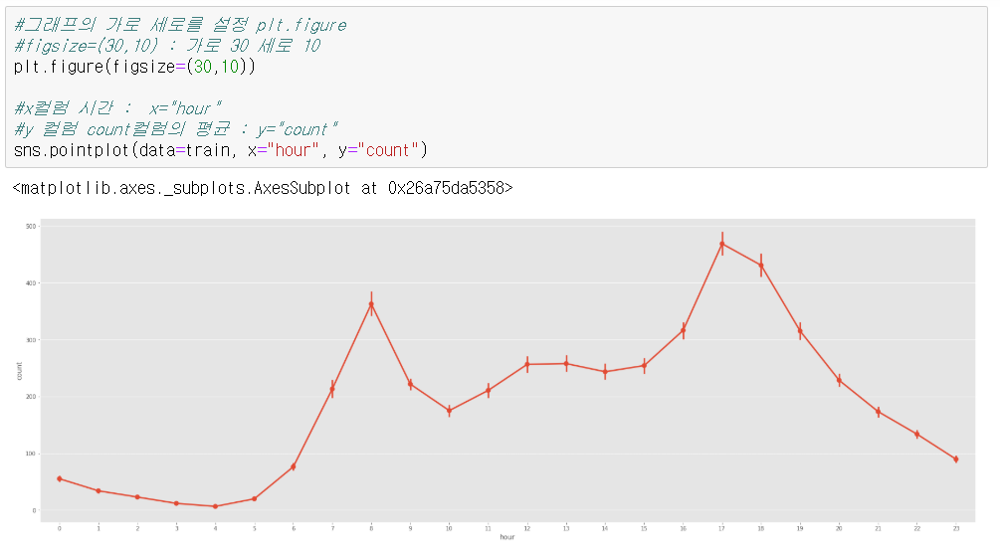 #그래프의 가로 세로를 설정 plt.figure
#figsize=(30,10) : 가로 30 세로 10
plt.figure(figsize=(30,10))
#x컬럼 시간 :  x="hour"
#y 컬럼 count컬럼의 평균 : y="count"
sns.pointplot(data=train, x="hour", y="count")
<matplotlib.axes._subplots.AxesSubplot at 0x26a75da5358>
500
400
300
200
100
0
count
0 1 2 3 4 5 6 7 8 9 10 11 12 13 14 15 16 17 18 19 20 21 22 23
hour